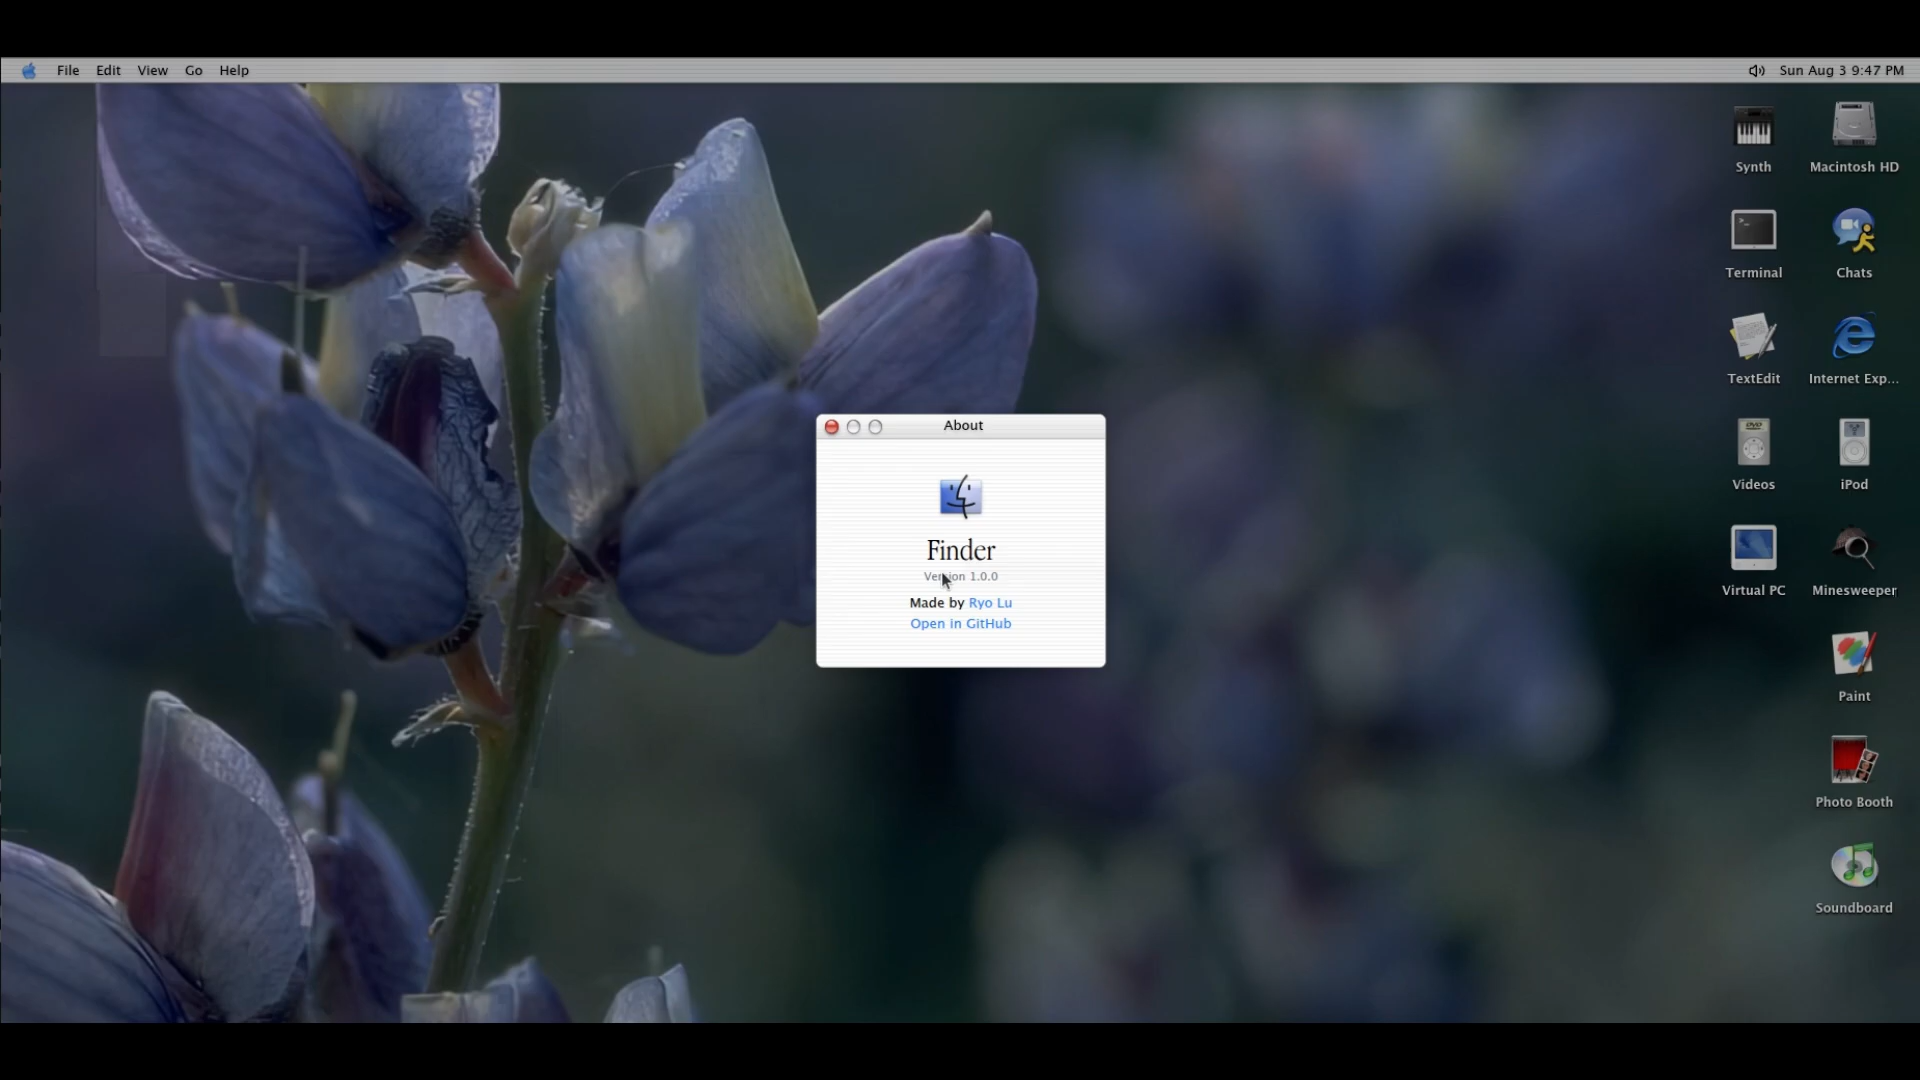 File Edit View Go Help
Sun Aug 3 9:47 PM
Synth
Macintosh HD
Terminal
Chats
TextEdit
Internet Exp...
Videos
iPod
Virtual PC
Minesweeper
Paint
Photo Booth
Soundboard
About
Finder
Version 1.0.0
Made by Ryo Lu
Open in GitHub